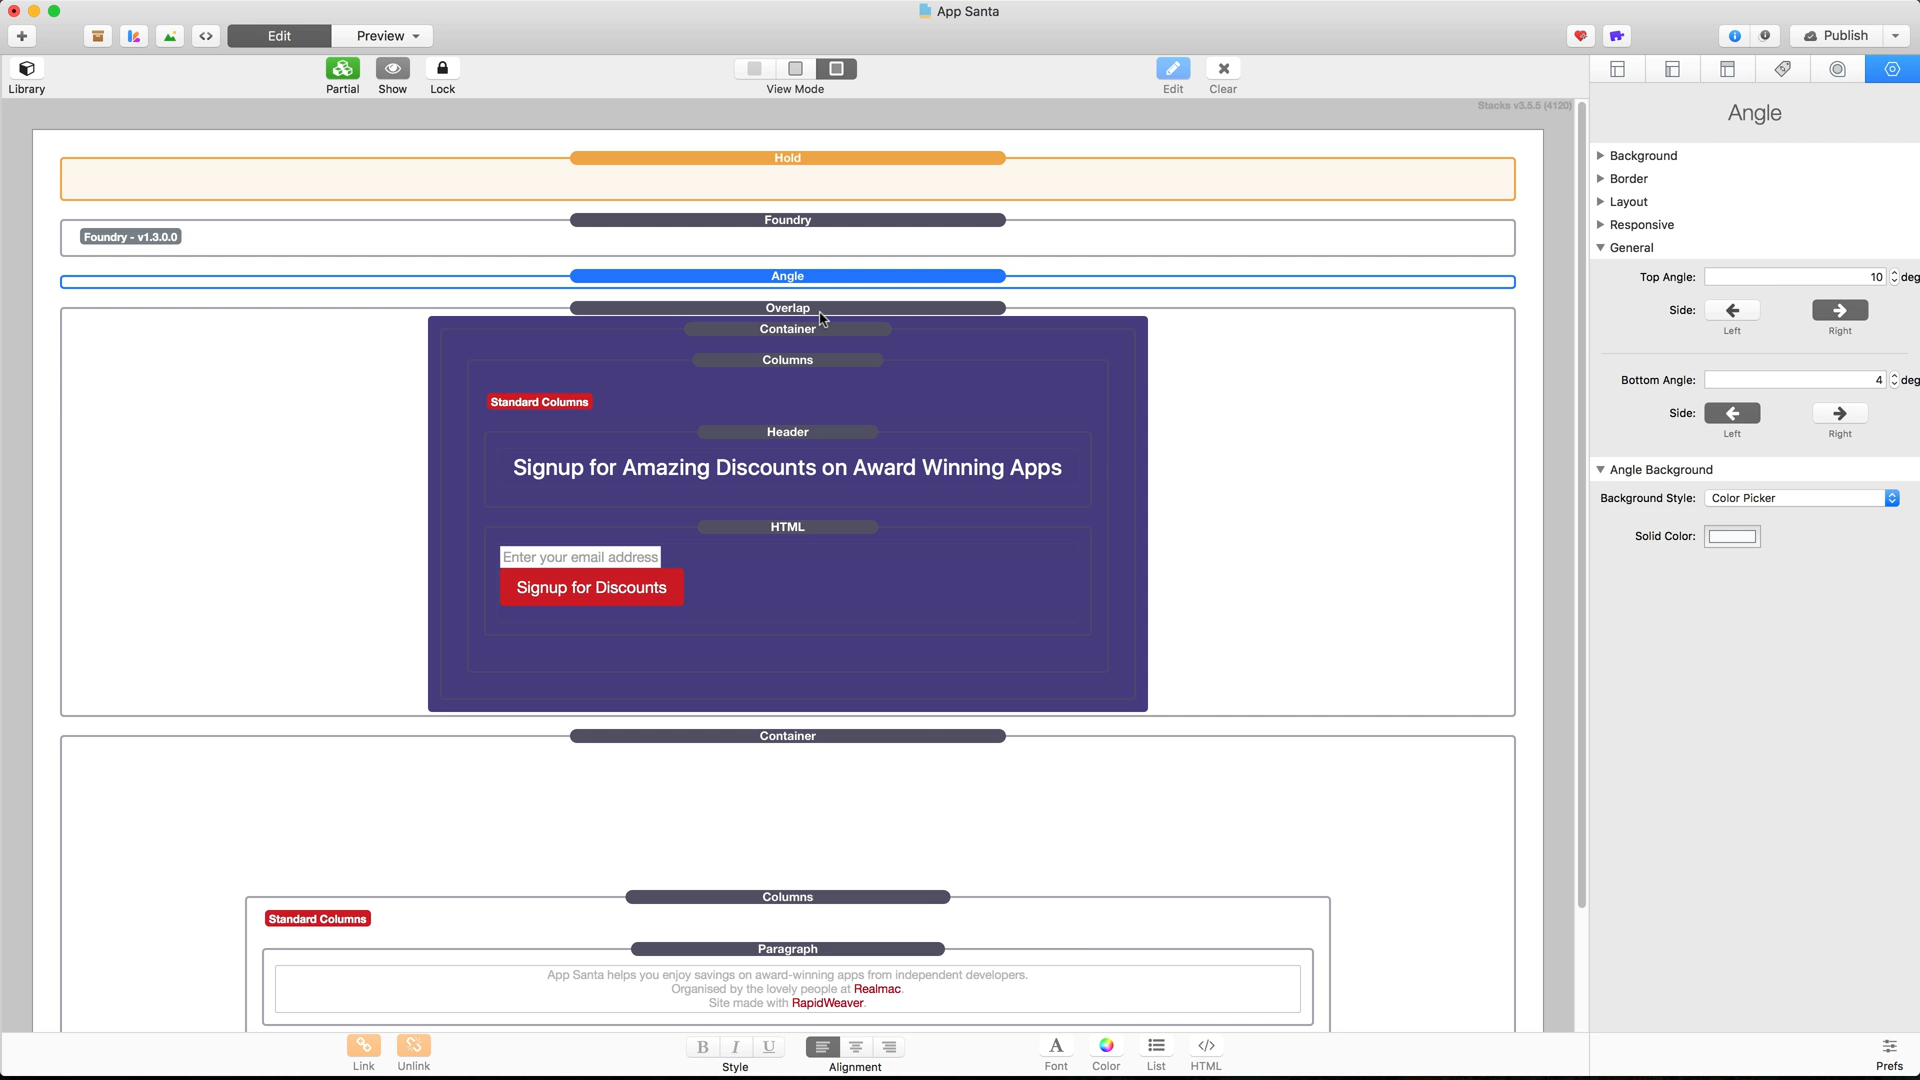 App Santa
Edit
Preview
Publish
Library
Partial
Show
Lock
View Mode
Edit
Clear
Stacks v3.5.5 (4120)
Angle
Hold
Foundry
Foundry - v1.3.0.0
Angle
Overlap
Container
Columns
Standard Columns
Header
Signup for Amazing Discounts on Award Winning Apps
HTML
Enter your email address
Signup for Discounts
Container
Columns
Standard Columns
Paragraph
App Santa helps you enjoy savings on award-winning apps from independent developers.
Organised by the lovely people at Realmac.
Site made with RapidWeaver.
Background
Border
Layout
Responsive
General
Top Angle: 10 deg
Side:
Left Right
Bottom Angle: 4 deg
Side:
Left Right
Angle Background
Background Style: Color Picker
Solid Color:
Link
Unlink
B I U
Style
Alignment
A
Font
Color
List
HTML
Prefs